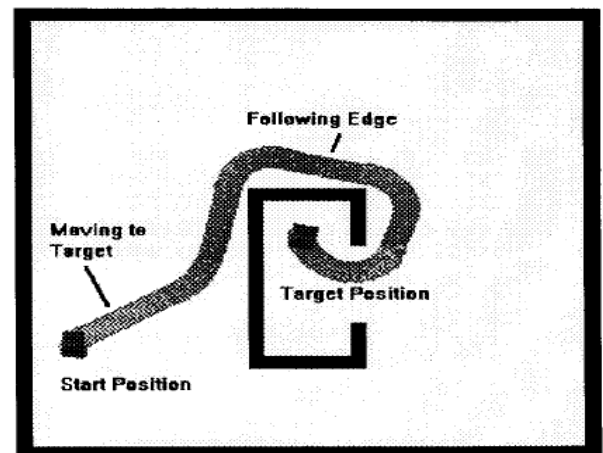 Following Edge
Moving to
Target
Target Position
Start Position